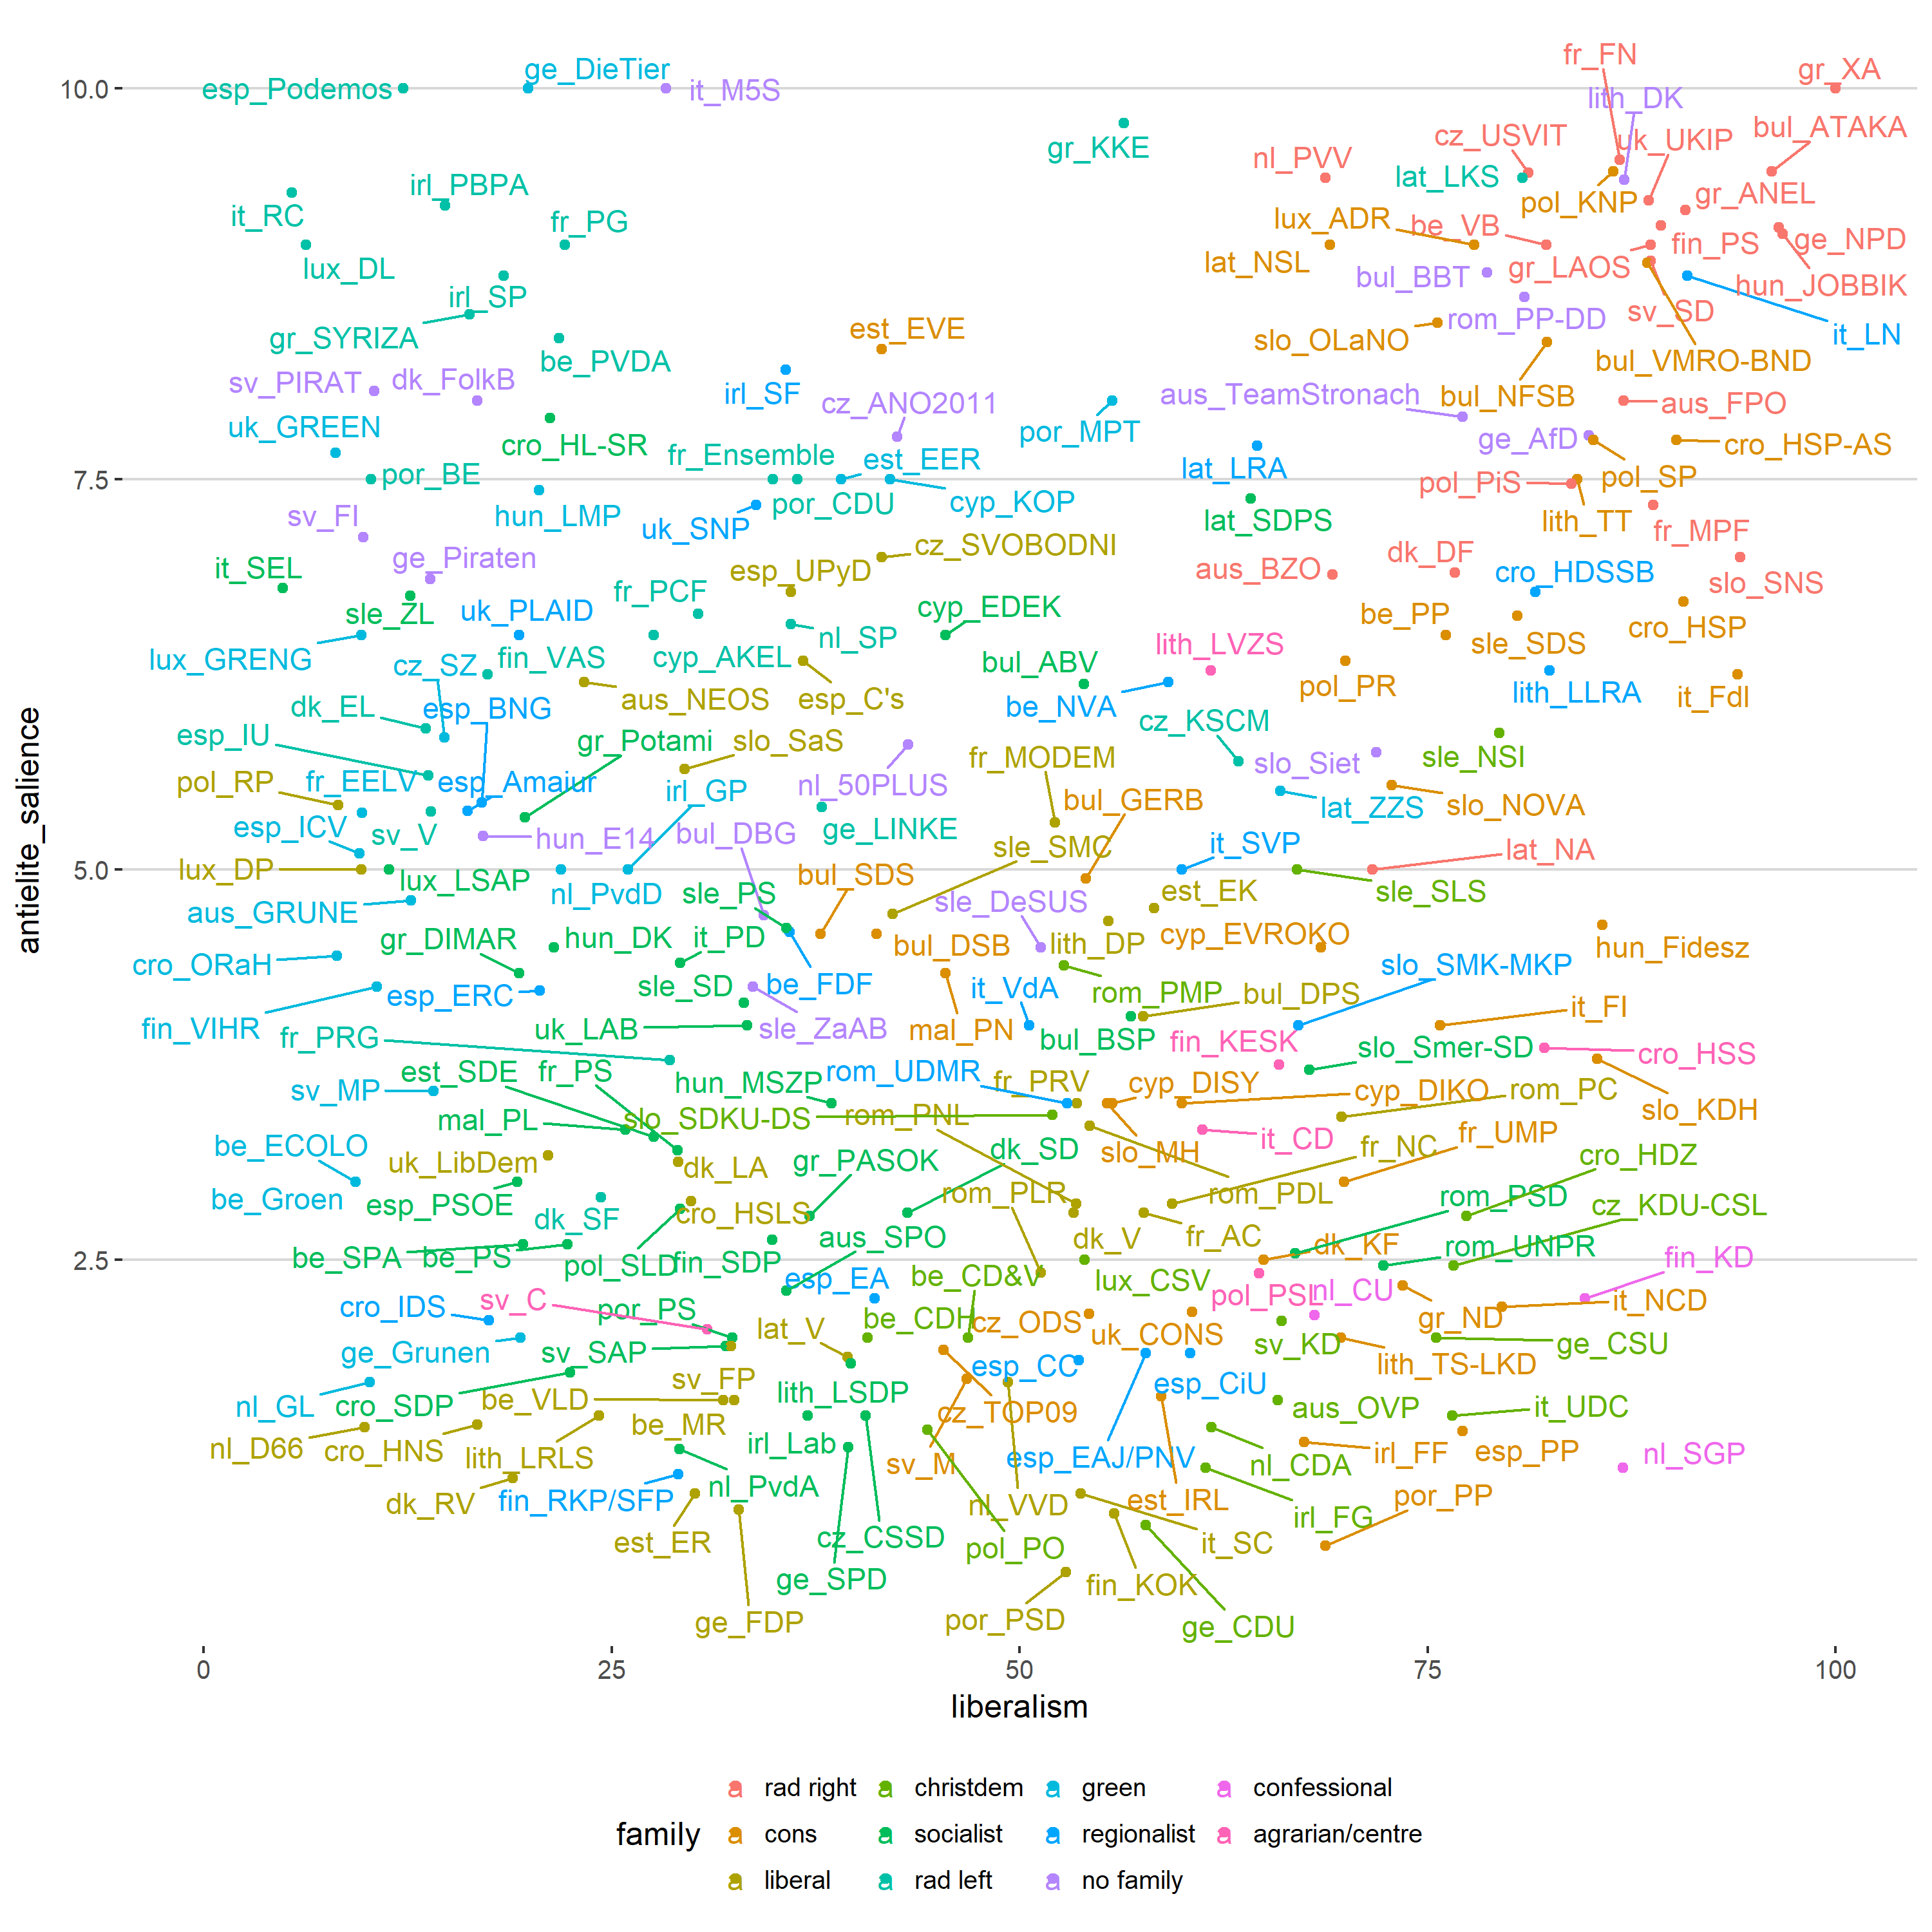 fr_FN
gr_XA
ge_DieTier
esp_Podemos
it_M5S
lith_DK
10.0
cz_USVIT
uk_UKIP
bul_ATAKA
gr_KKE
nl_PVV
lat_LKS
irl_PBPA
pol_KNP
gr_ANEL
it_RC
fr_PG
lux_ADR
be_VB
fin_PS
ge_NPD
lux_DL
lat_NSL
gr_LAOS
bul_BBT
hun_JOBBIK
irl_SP
rom_PP-DD
sv_SD
gr_SYRIZA
est_EVE
slo_OLaNO
it_LN
be_PVDA
bul_VMRO-BND
sv_PIRAT
dk_FolkB
irl_SF
cz_ANO2011
aus_TeamStronach
bul_NFSB
aus_FPO
uk_GREEN
por_MPT
ge_AfD
cro_HSP-AS
cro_HL-SR
fr_Ensemble
est_EER
lat_LRA
por_BE
pol_SP
7.5
pol_PiS
hun_LMP
por_CDU
cyp_KOP
sv_FI
uk_SNP
lat_SDPS
lith_TT
fr_MPF
ge_Piraten
cz_SVOBODNI
dk_DF
it_SEL
esp_UPyD
aus_BZO
cro_HDSSB
slo_SNS
sle_ZL
uk_PLAID
fr_PCF
cyp_EDEK
be_PP
cro_HSP
nl_SP
lith_LVZS
sle_SDS
lux_GRENG
cz_SZ
fin_VAS
cyp_AKEL
bul_ABV
pol_PR
lith_LLRA
it_FdI
dk_EL
esp_BNG
aus_NEOS
esp_C's
be_NVA
esp_IU
gr_Potami
slo_SaS
cz_KSCM
fr_MODEM
slo_Siet
sle_NSI
pol_RP
fr_EELV
esp_Amaiur
irl_GP
nl_50PLUS
bul_GERB
lat_ZZS
slo_NOVA
esp_ICV
sv_V
hun_E14
bul_DBG
ge_LINKE
sle_SMC
it_SVP
lat_NA
lux_DP
5.0
lux_LSAP
nl_PvdD
sle_PS
bul_SDS
est_EK
sle_SLS
aus_GRUNE
sle_DeSUS
gr_DIMAR
hun_DK
it_PD
bul_DSB
lith_DP
cyp_EVROKO
hun_Fidesz
cro_ORaH
esp_ERC
sle_SD
be_FDF
it_VdA
rom_PMP
bul_DPS
slo_SMK-MKP
it_FI
fin_VIHR
fr_PRG
uk_LAB
sle_ZaAB
mal_PN
bul_BSP
fin_KESK
slo_Smer-SD
cro_HSS
sv_MP
est_SDE
fr_PS
hun_MSZP
rom_UDMR
fr_PRV
cyp_DISY
cyp_DIKO
rom_PC
slo_KDH
mal_PL
slo_SDKU-DS
rom_PNL
be_ECOLO
uk_LibDem
dk_LA
gr_PASOK
dk_SD
slo_MH
it_CD
fr_NC
fr_UMP
cro_HDZ
be_Groen
esp_PSOE
dk_SF
cro_HSLS
rom_PLR
rom_PDL
rom_PSD
cz_KDU-CSL
be_SPA
be_PS
pol_SLD
fin_SDP
aus_SPO
dk_V
fr_AC
dk_KF
rom_UNPR
fin_KD
2.5
esp_EA
be_CD&V
lux_CSV
cro_IDS
sv_C
por_PS
be_CDH
cz_ODS
pol_PSL
nl_CU
gr_ND
it_NCD
ge_Grunen
sv_SAP
lat_V
uk_CONS
sv_KD
lith_TS-LKD
ge_CSU
nl_GL
cro_SDP
be_VLD
sv_FP
lith_LSDP
esp_CC
esp_CiU
nl_D66
cro_HNS
lith_LRLS
be_MR
irl_Lab
cz_TOP09
aus_OVP
it_UDC
sv_M
esp_EAJ/PNV
nl_CDA
irl_FF
esp_PP
nl_SGP
dk_RV
fin_RKP/SFP
nl_PvdA
nl_VVD
est_IRL
por_PP
est_ER
cz_CSSD
pol_PO
it_SC
irl_FG
ge_SPD
fin_KOK
ge_FDP
por_PSD
ge_CDU
antielite_salience
0 25 50 75 100
liberalism
family
a rad right a christdem a green a confessional
a cons a socialist a regionalist a agrarian/centre
a liberal a rad left a no family